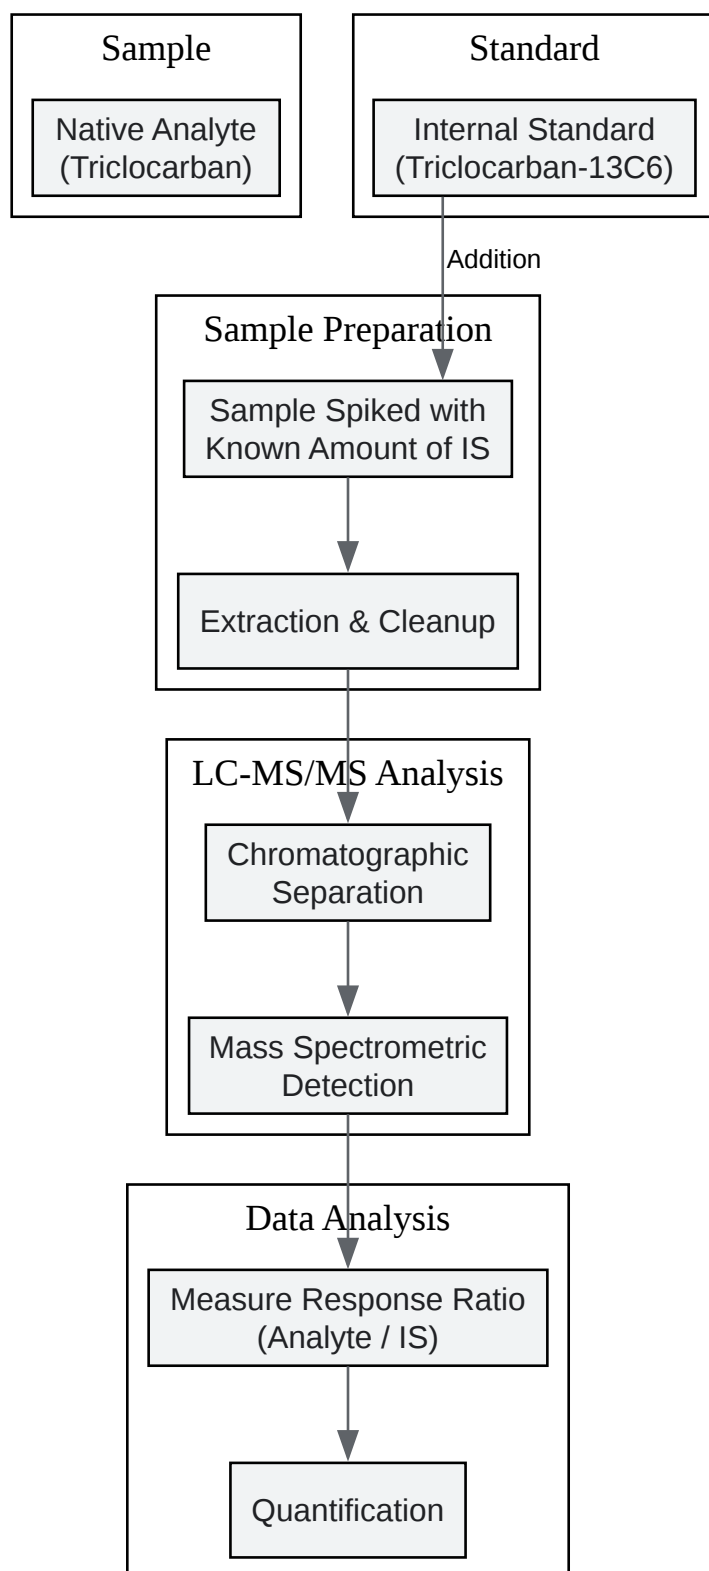 Sample
Native Analyte
(Triclocarban)
Standard
Internal Standard
(Triclocarban-13C6)
Addition
Sample Preparation
Sample Spiked with
Known Amount of IS
Extraction & Cleanup
LC-MS/MS Analysis
Chromatographic
Separation
Mass Spectrometric
Detection
Data Analysis
Measure Response Ratio
(Analyte / IS)
Quantification